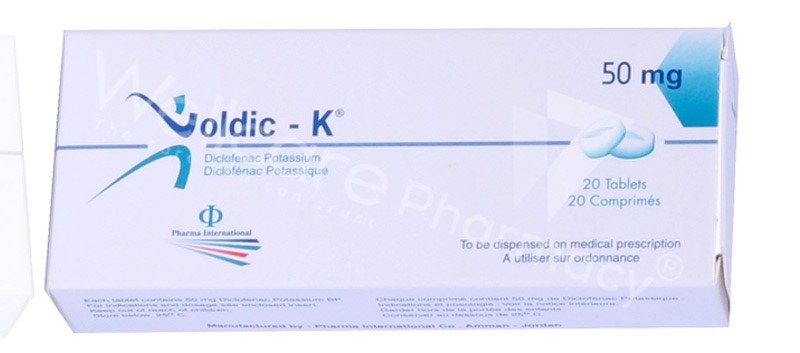 50 mg
Voldic - K®
Diclofenac Potassium
Diclofénac Potassique
20 Tablets
20 Comprimés
Φ
Pharma International
To be dispensed on medical prescription
A utiliser sur ordonnance
Wellcare Pharmacy®
Each tablet contains 50 mg Diclofenac Potassium BP.
For indications and dosage see enclosed insert.
Keep out of reach of children.
Store below 25° C.
Chaque comprimé contient 50 mg de Diclofénac Potassique
Indications et posologie : Voir la notice intérieure.
Garder hors de la portée des enfants.
Conserver au dessous de 25° C.
Manufactured by : Pharma International Co. Amman - Jordan